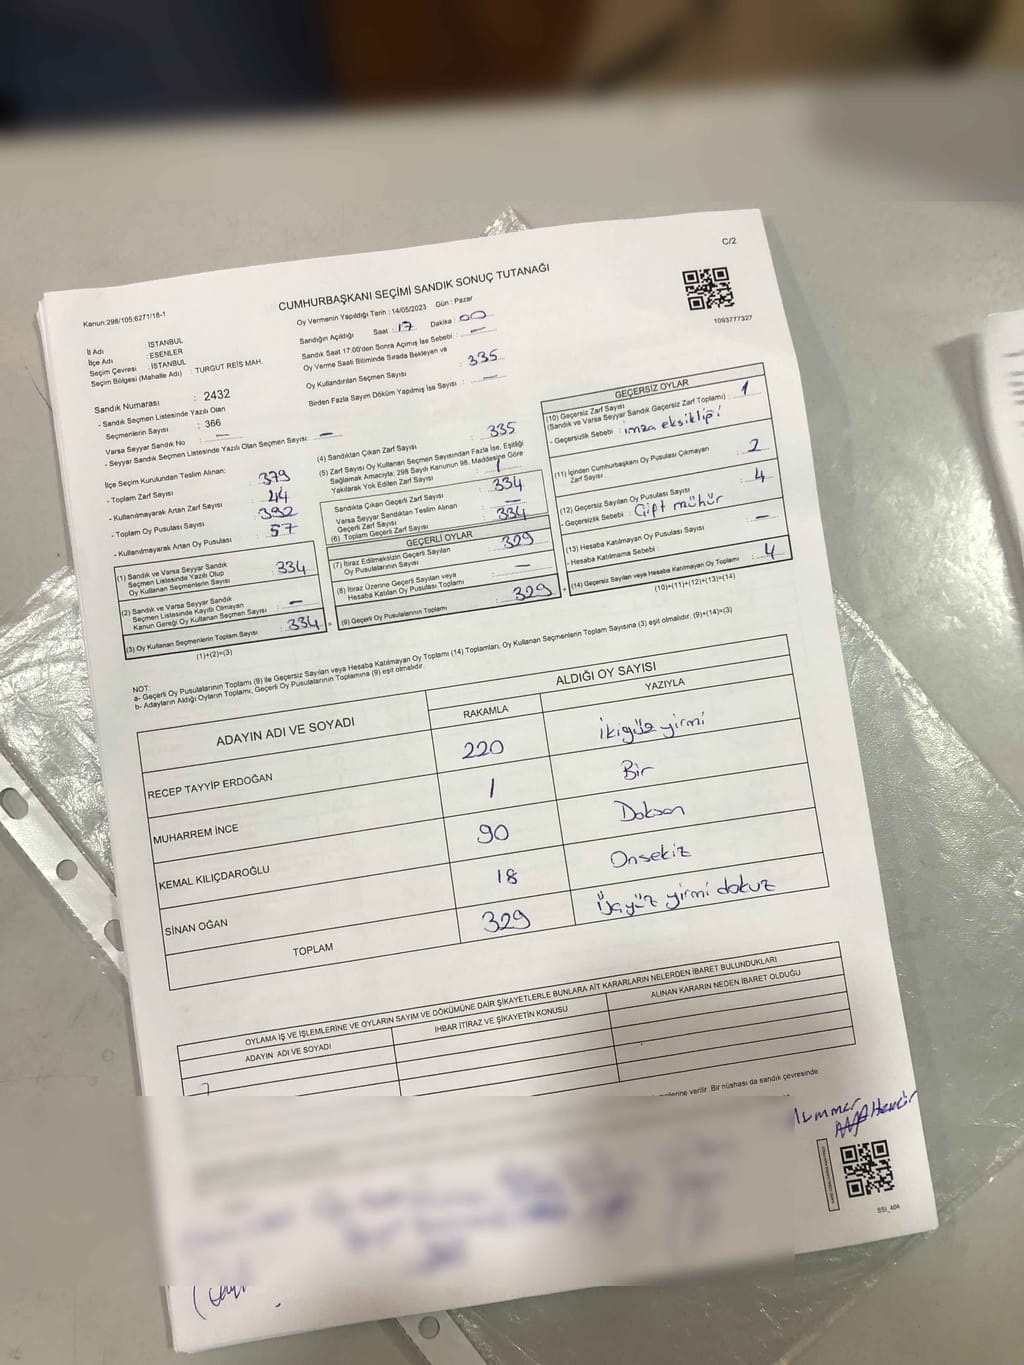 C/2
Kanun:298/105;6271/18-1
CUMHURBAŞKANI SEÇİMİ SANDIK SONUÇ TUTANAĞI
1093777327
İl Adı : İSTANBUL
İlçe Adı : ESENLER
Seçim Çevresi : İSTANBUL
Seçim Bölgesi (Mahalle Adı) : TURGUT REİS MAH.
Sandık Numarası : 2432
- Sandık Seçmen Listesinde Yazılı Olan
Seçmenlerin Sayısı : 366
Varsa Seyyar Sandık No : —
- Seyyar Sandık Seçmen Listesinde Yazılı Olan Seçmen Sayısı: —
Oy Vermenin Yapıldığı Tarih : 14/05/2023 Gün : Pazar
Sandığın Açıldığı Saat : 17 Dakika : 00
Sandık Saat 17:00'den Sonra Açımış İse Sebebi : —
Oy Verme Saati Bitiminde Sırada Bekleyen ve
Oy Kullandırılan Seçmen Sayısı : 335
Birden Fazla Sayım Döküm Yapılmış İse Sayısı : —
İlçe Seçim Kurulundan Teslim Alınan:
- Toplam Zarf Sayısı : 379
- Kullanılmayarak Artan Zarf Sayısı : 44
- Toplam Oy Pusulası Sayısı : 392
- Kullanılmayarak Artan Oy Pusulası : 57
(1) Sandık ve Varsa Seyyar Sandık
Seçmen Listesinde Yazılı Olup
Oy Kullanan Seçmenlerin Sayısı : 334
(2) Sandık ve Varsa Seyyar Sandık
Seçmen Listesinde Kayıtlı Olmayan
Kanun Gereği Oy Kullanan Seçmen Sayısı : —
(3) Oy Kullanan Seçmenlerin Toplam Sayısı : 334
(1)+(2)=(3)
(4) Sandıktan Çıkan Zarf Sayısı : 335
(5) Zarf Sayısı Oy Kullanan Seçmen Sayısından Fazla İse, Eşitliği
Sağlamak Amacıyla, 298 Sayılı Kanunun 98. Maddesine Göre
Yakılarak Yok Edilen Zarf Sayısı : 1
Sandıkta Çıkan Geçerli Zarf Sayısı : 334
Varsa Seyyar Sandıktan Teslim Alınan
Geçerli Zarf Sayısı : —
(6) Toplam Geçerli Zarf Sayısı : 334
GEÇERLİ OYLAR
(7) İtiraz Edilmeksizin Geçerli Sayılan
Oy Pusulalarının Sayısı : 329
(8) İtiraz Üzerine Geçerli Sayılan veya
Hesaba Katılan Oy Pusulası Toplamı : —
(9) Geçerli Oy Pusulalarının Toplamı : 329
GEÇERSİZ OYLAR
(10) Geçersiz Zarf Sayısı
(Sandık ve Varsa Seyyar Sandık Geçersiz Zarf Toplamı) : 1
- Geçersizlik Sebebi : imza eksikliği
(11) İçinden Cumhurbaşkanı Oy Pusulası Çıkmayan
Zarf Sayısı : 2
(12) Geçersiz Sayılan Oy Pusulası Sayısı : 4
- Geçersizlik Sebebi : Çift mühür
(13) Hesaba Katılmayan Oy Pusulası Sayısı : —
- Hesaba Katılmama Sebebi :
(14) Geçersiz Sayılan veya Hesaba Katılmayan Oy Toplamı : 4
(10)+(11)+(12)+(13)=(14)
NOT:
a- Geçerli Oy Pusulalarının Toplamı (9) ile Geçersiz Sayılan veya Hesaba Katılmayan Oy Toplamı (14) Toplamları, Oy Kullanan Seçmenlerin Toplam Sayısına (3) eşit olmalıdır. (9)+(14)=(3)
b- Adayların Aldığı Oyların Toplamı, Geçerli Oy Pusulalarının Toplamına (9) eşit olmalıdır.
ADAYIN ADI VE SOYADI ALDIĞI OY SAYISI
RAKAMLA YAZIYLA
RECEP TAYYİP ERDOĞAN 220 ikiyüz yirmi
MUHARREM İNCE 1 Bir
KEMAL KILIÇDAROĞLU 90 Doksan
SİNAN OĞAN 18 Onsekiz
TOPLAM 329 Üçyüz yirmi dokuz
OYLAMA İŞ VE İŞLEMLERİNE VE OYLARIN SAYIM VE DÖKÜMÜNE DAİR ŞİKAYETLERLE BUNLARA AİT KARARLARIN NELERDEN İBARET BULUNDUKLARI
ADAYIN ADI VE SOYADI İHBAR İTİRAZ VE ŞİKAYETİN KONUSU ALINAN KARARIN NEDEN İBARET OLDUĞU
verilir. Bir nüshası da sandık çevresinde
SSI_404